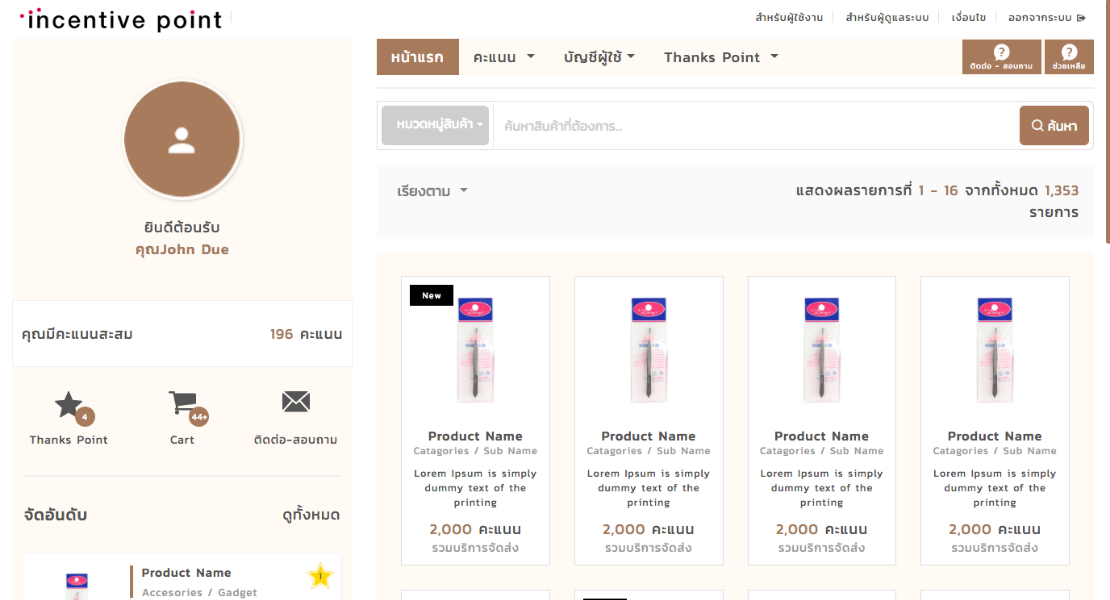 incentive point
สำหรับผู้ใช้งาน
สำหรับผู้ดูแลระบบ
เงื่อนไข
ออกจากระบบ
หน้าแรก
คะแนน
บัญชีผู้ใช้
Thanks Point
ติดต่อ - สอบถาม
ช่วยเหลือ
หมวดหมู่สินค้า
ค้นหาสินค้าที่ต้องการ...
ค้นหา
เรียงตาม
แสดงผลรายการที่ 1 - 16 จากทั้งหมด 1,353
รายการ
ยินดีต้อนรับ
คุณJohn Due
คุณมีคะแนนสะสม
196 คะแนน
4
Thanks Point
44+
Cart
ติดต่อ-สอบถาม
จัดอันดับ
ดูทั้งหมด
Product Name
Accesories / Gadget
1
New
Product Name
Catagories / Sub Name
Lorem Ipsum is simply
dummy text of the
printing
2,000 คะแนน
รวมบริการจัดส่ง
Product Name
Catagories / Sub Name
Lorem Ipsum is simply
dummy text of the
printing
2,000 คะแนน
รวมบริการจัดส่ง
Product Name
Catagories / Sub Name
Lorem Ipsum is simply
dummy text of the
printing
2,000 คะแนน
รวมบริการจัดส่ง
Product Name
Catagories / Sub Name
Lorem Ipsum is simply
dummy text of the
printing
2,000 คะแนน
รวมบริการจัดส่ง